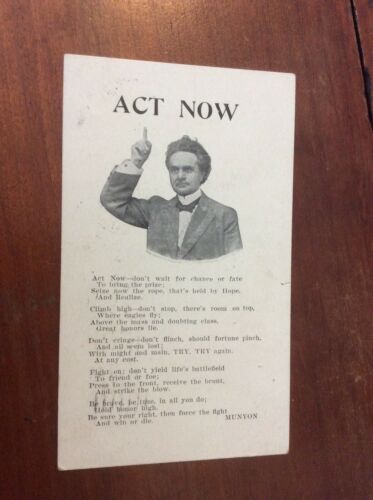 ACT NOW
Act Now—don't wait for chance or fate
To bring the prize;
Seize now the rope, that's held by Hope,
And Realize.
Climb high—don't stop, there's room on top,
Where eagles fly;
Above the mass and doubting class,
Great honors lie.
Don't cringe—don't flinch, should fortune pinch,
And all seem lost;
With might and main, TRY, TRY again.
At any cost.
Fight on; don't yield life's battlefield
To friend or foe;
Press to the front, receive the brunt,
And strike the blow.
Be brave, be true, in all you do;
Hold honor high.
Be sure your right, then force the fight
And win or die. MUNYON